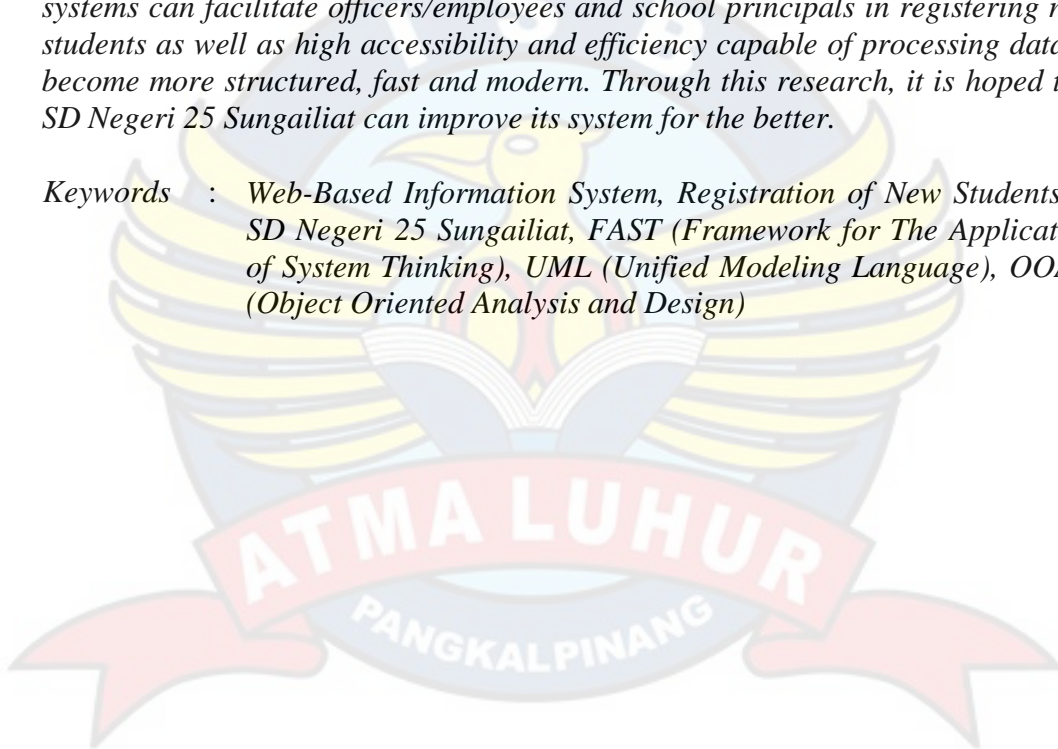 systems can facilitate officers/employees and school principals in registering
students as well as high accessibility and efficiency capable of processing data
become more structured, fast and modern. Through this research, it is hoped
SD Negeri 25 Sungailiat can improve its system for the better.
Keywords : Web-Based Information System, Registration of New Students
SD Negeri 25 Sungailiat, FAST (Framework for The
of System Thinking), UML (Unified Modeling Language),
(Object Oriented Analysis and Design)
ATMA LUHUR
PANGKALPINANG